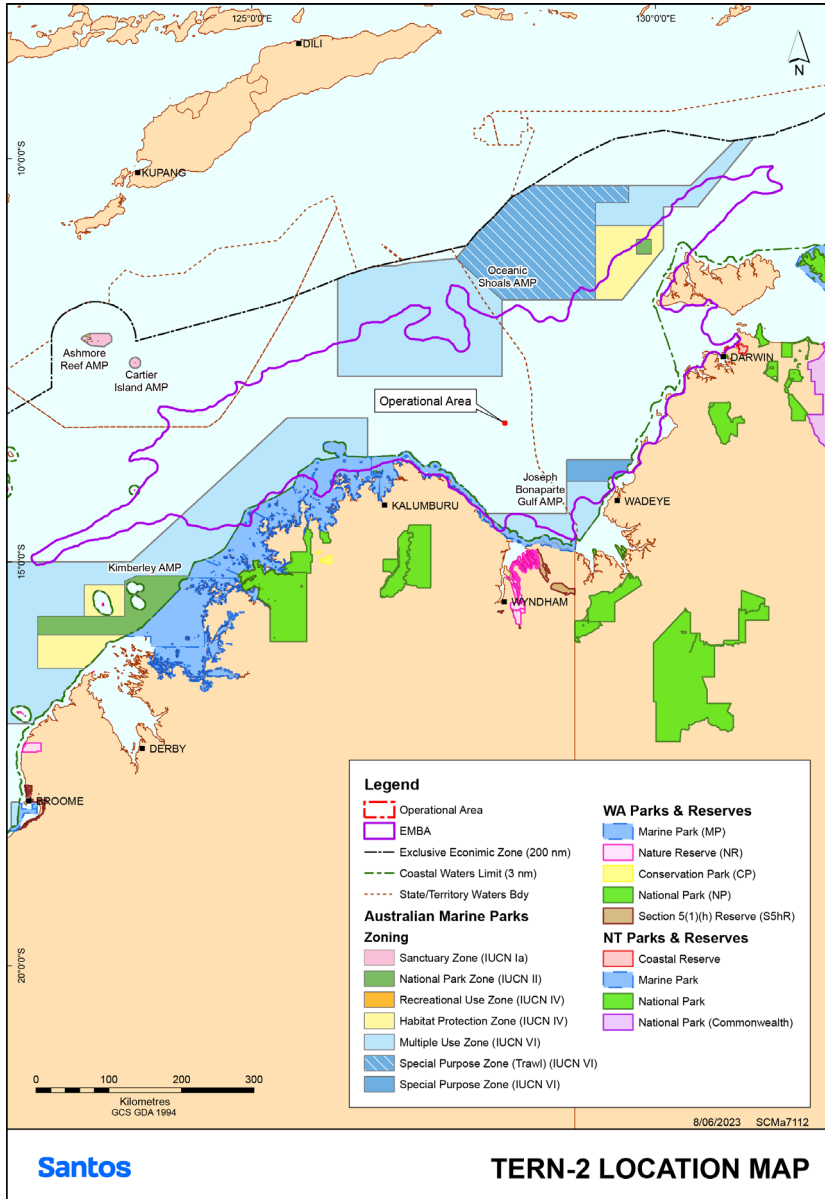 125°0'0"E
130°0'0"E
DILI
N
10°0'0"S
KUPANG
Oceanic
Shoals AMP
Ashmore
Reef AMP
Cartier
Island AMP
DARWIN
Operational Area
Joseph
Bonaparte
Gulf AMP
WADEYE
KALUMBURU
15°0'0"S
Kimberley AMP
WYNDHAM
DERBY
BROOME
20°0'0"S
Legend
Operational Area
EMBA
Exclusive Econimic Zone (200 nm)
Coastal Waters Limit (3 nm)
State/Territory Waters Bdy
Australian Marine Parks
Zoning
Sanctuary Zone (IUCN Ia)
National Park Zone (IUCN II)
Recreational Use Zone (IUCN IV)
Habitat Protection Zone (IUCN IV)
Multiple Use Zone (IUCN VI)
Special Purpose Zone (Trawl) (IUCN VI)
Special Purpose Zone (IUCN VI)
WA Parks & Reserves
Marine Park (MP)
Nature Reserve (NR)
Conservation Park (CP)
National Park (NP)
Section 5(1)(h) Reserve (S5hR)
NT Parks & Reserves
Coastal Reserve
Marine Park
National Park
National Park (Commonwealth)
0 100 200 300
Kilometres
GCS GDA 1994
8/06/2023 SCMa7112
Santos
TERN-2 LOCATION MAP